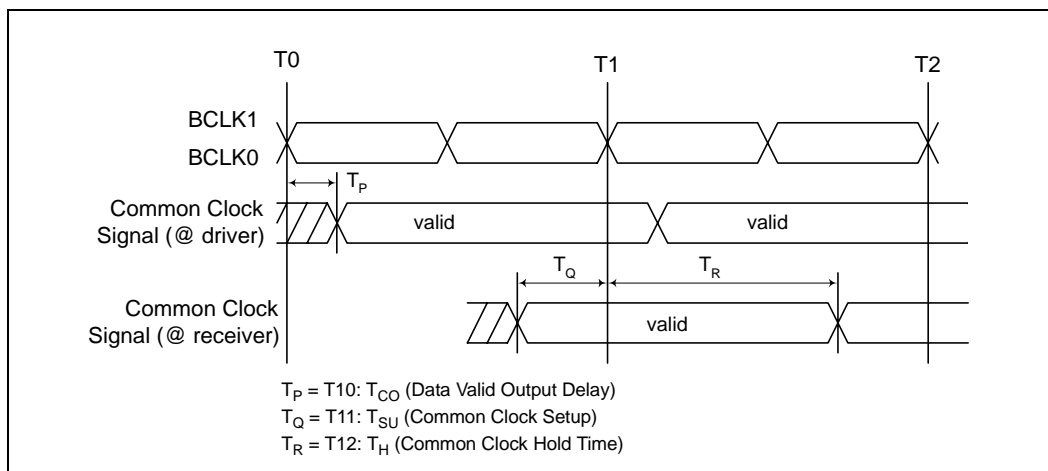 T0 T1 T2
BCLK1
BCLK0
TP
Common Clock
Signal (@ driver)
valid valid
TQ TR
Common Clock
Signal (@ receiver)
valid
TP = T10: TCO (Data Valid Output Delay)
TQ = T11: TSU (Common Clock Setup)
TR = T12: TH (Common Clock Hold Time)